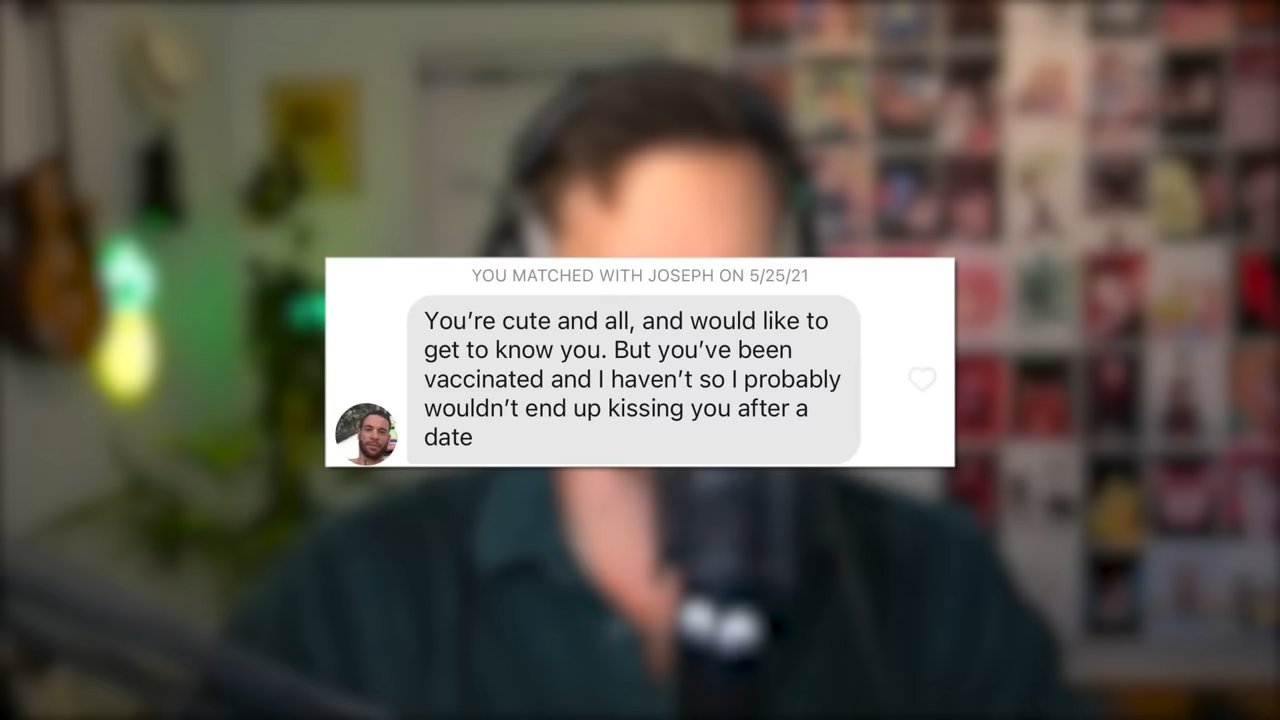 YOU MATCHED WITH JOSEPH ON 5/25/21
You’re cute and all, and would like to
get to know you. But you’ve been
vaccinated and I haven’t so I probably
wouldn’t end up kissing you after a
date